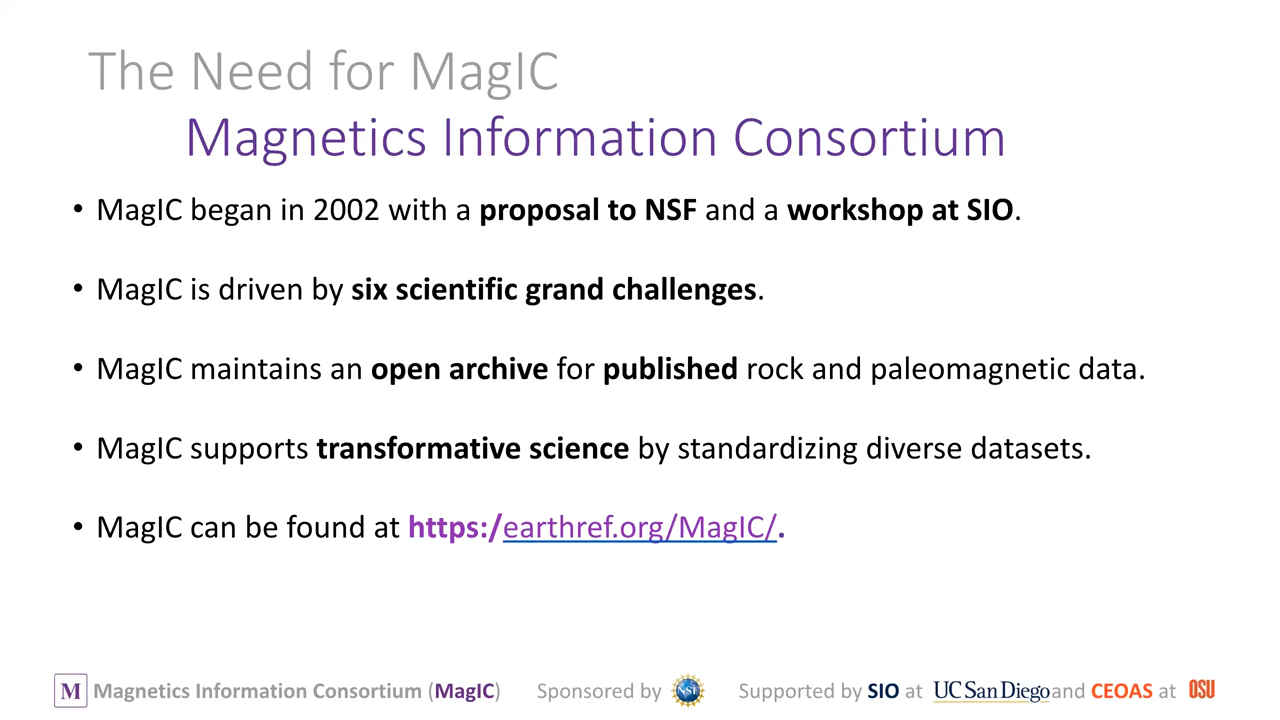 The Need for MagIC
Magnetics Information Consortium
• MagIC began in 2002 with a proposal to NSF and a workshop at SIO.
• MagIC is driven by six scientific grand challenges.
• MagIC maintains an open archive for published rock and paleomagnetic data.
• MagIC supports transformative science by standardizing diverse datasets.
• MagIC can be found at https:/earthref.org/MagIC/.
M Magnetics Information Consortium (MagIC) Sponsored by NSF Supported by SIO at UC San Diego and CEOAS at OSU